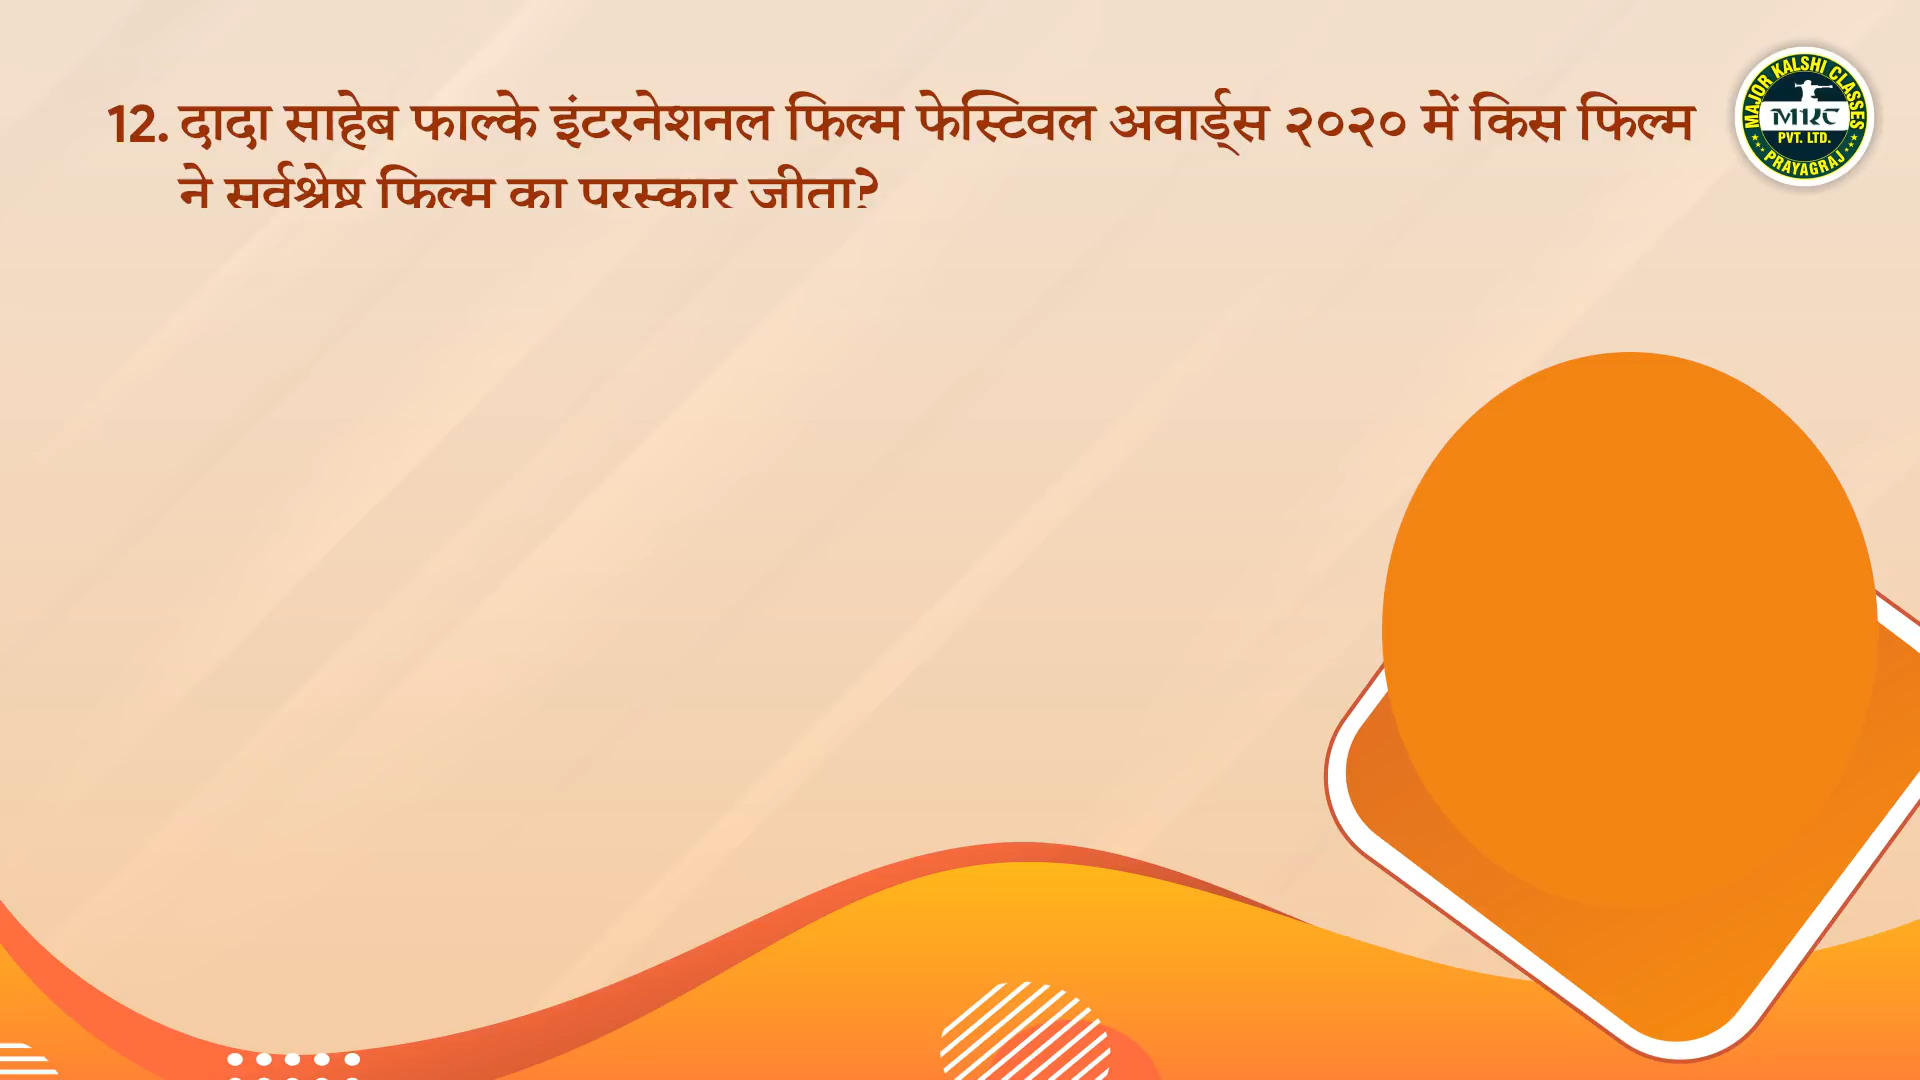 12. दादा साहेब फाल्के इंटरनेशनल फिल्म फेस्टिवल अवार्ड्स २०२० में किस फिल्म
ने सर्वश्रेष्ठ फिल्म का पुरस्कार जीता?
MAJOR KALSHI CLASSES
MKC
PVT. LTD.
PRAYAGRAJ